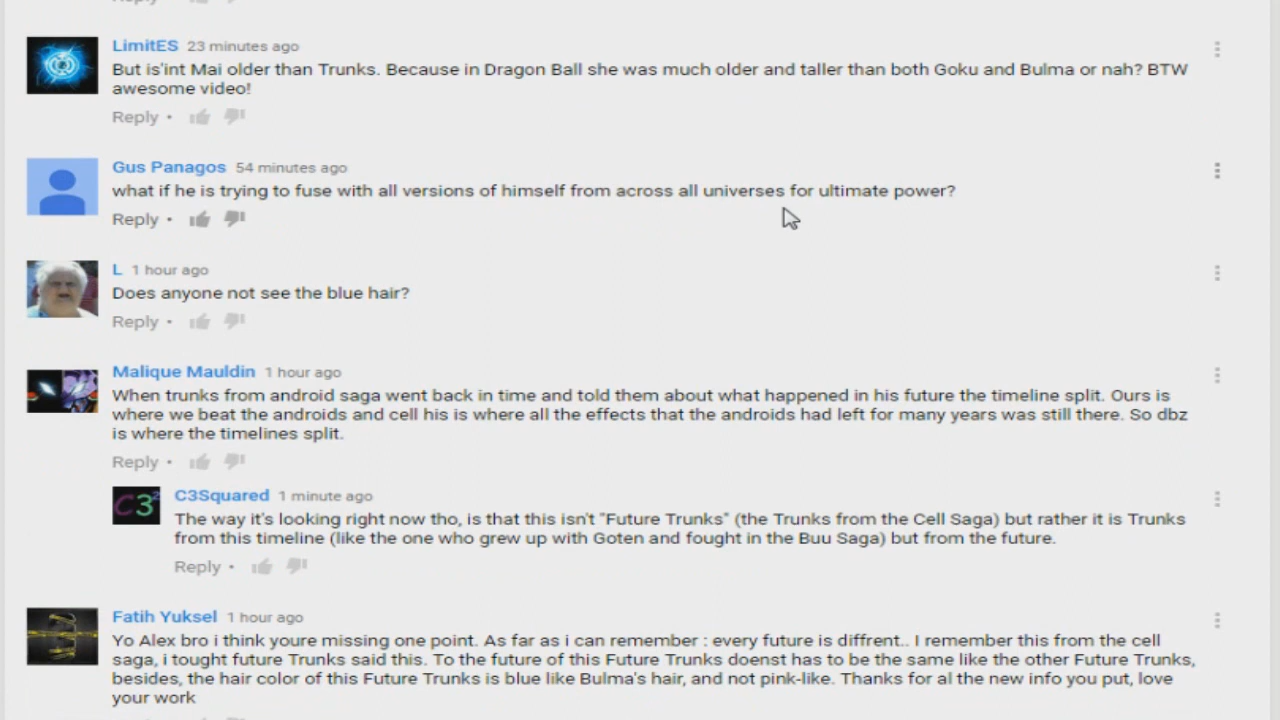 Reply
LimitES 23 minutes ago
But is'int Mai older than Trunks. Because in Dragon Ball she was much older and taller than both Goku and Bulma or nah? BTW
awesome video!
Reply •
Gus Panagos 54 minutes ago
what if he is trying to fuse with all versions of himself from across all universes for ultimate power?
Reply •
L 1 hour ago
Does anyone not see the blue hair?
Reply •
Malique Mauldin 1 hour ago
When trunks from android saga went back in time and told them about what happened in his future the timeline split. Ours is
where we beat the androids and cell his is where all the effects that the androids had left for many years was still there. So dbz
is where the timelines split.
Reply •
C3²
C3Squared 1 minute ago
The way it's looking right now tho, is that this isn't "Future Trunks" (the Trunks from the Cell Saga) but rather it is Trunks
from this timeline (like the one who grew up with Goten and fought in the Buu Saga) but from the future.
Reply •
Fatih Yuksel 1 hour ago
Yo Alex bro i think youre missing one point. As far as i can remember : every future is diffrent.. I remember this from the cell
saga, i tought future Trunks said this. To the future of this Future Trunks doenst has to be the same like the other Future Trunks,
besides, the hair color of this Future Trunks is blue like Bulma's hair, and not pink-like. Thanks for al the new info you put, love
your work